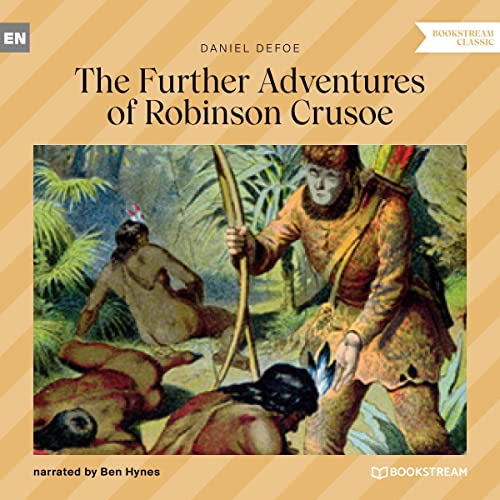 EN
BOOKSTREAM
CLASSIC
DANIEL DEFOE
The Further Adventures
of Robinson Crusoe
narrated by Ben Hynes
BOOKSTREAM